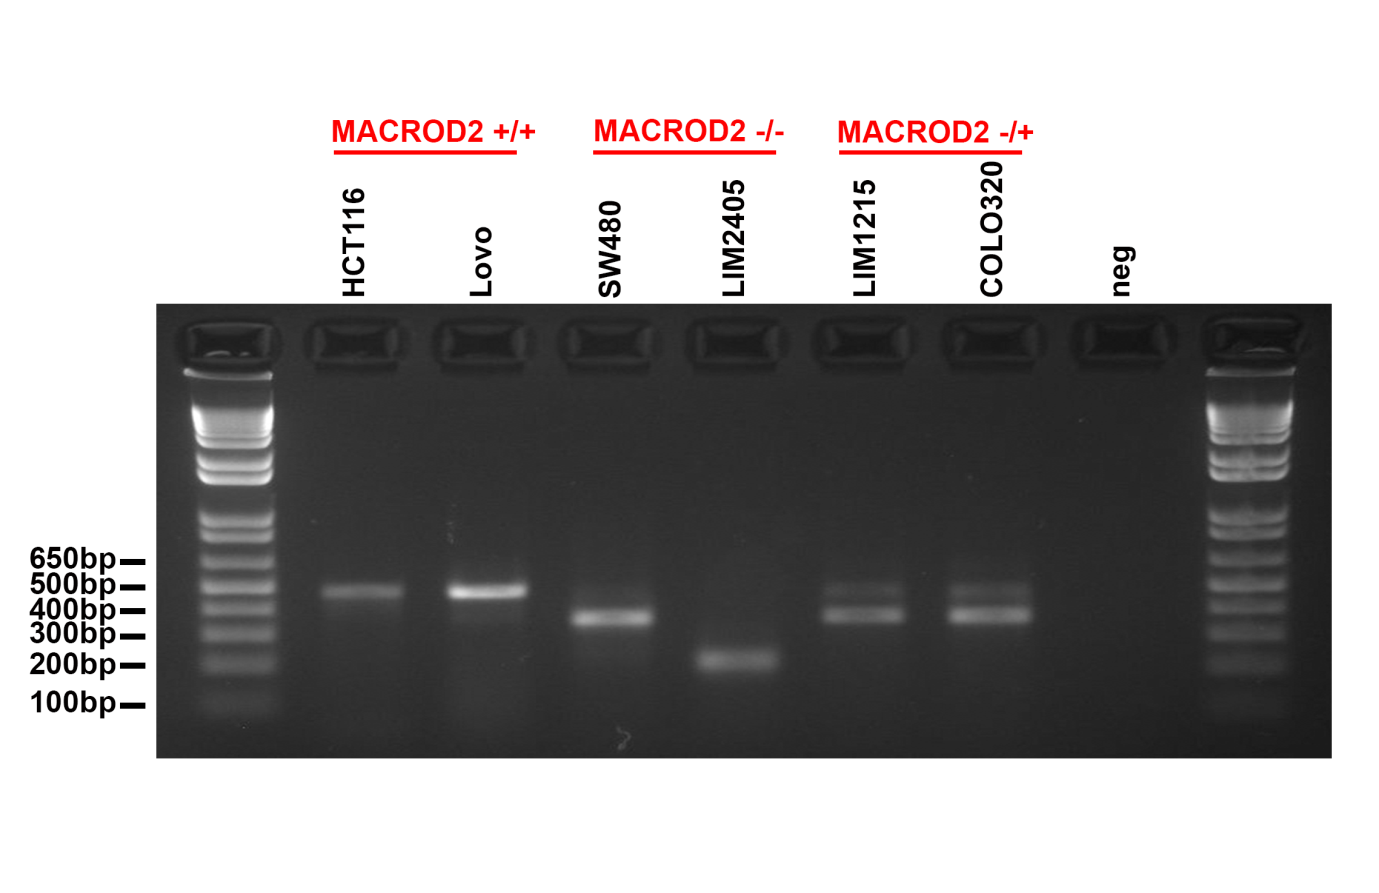 MACROD2 +/+ MACROD2 -/- MACROD2 -/+
HCT116
Lovo
SW480
LIM2405
LIM1215
COLO320
neg
650bp
500bp
400bp
300bp
200bp
100bp